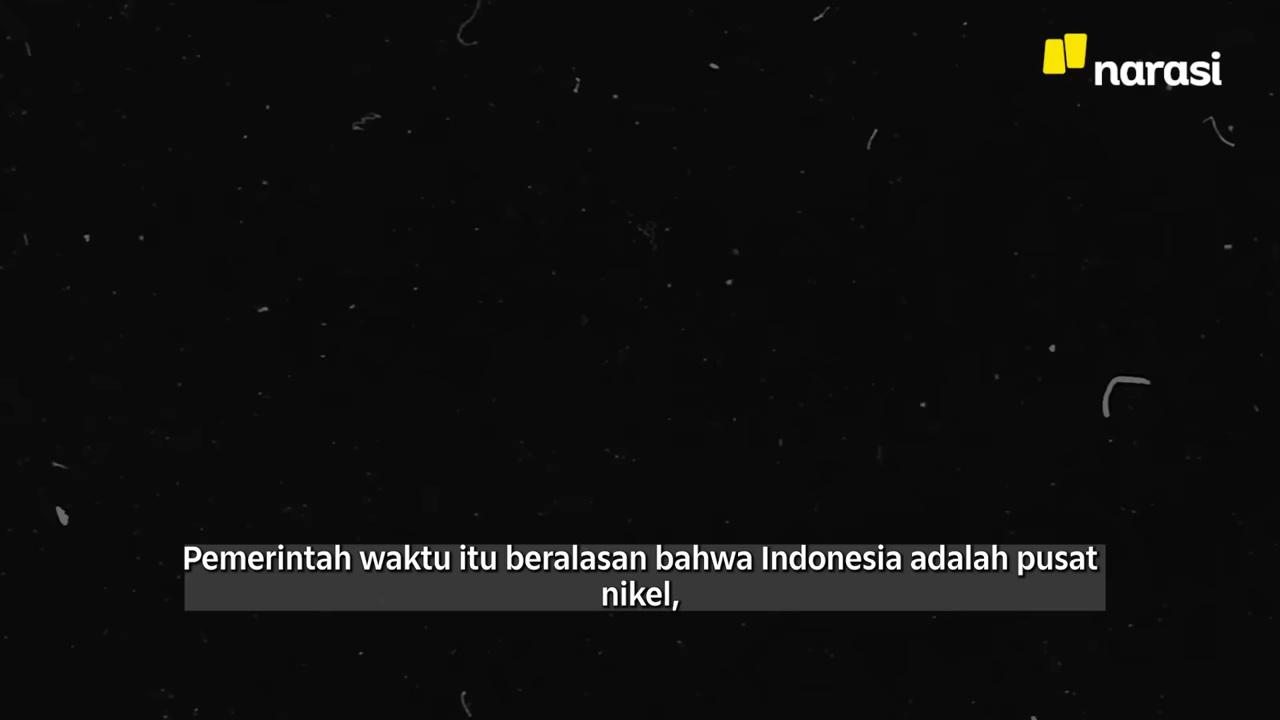 narasi
Pemerintah waktu itu beralasan bahwa Indonesia adalah pusat
nikel,